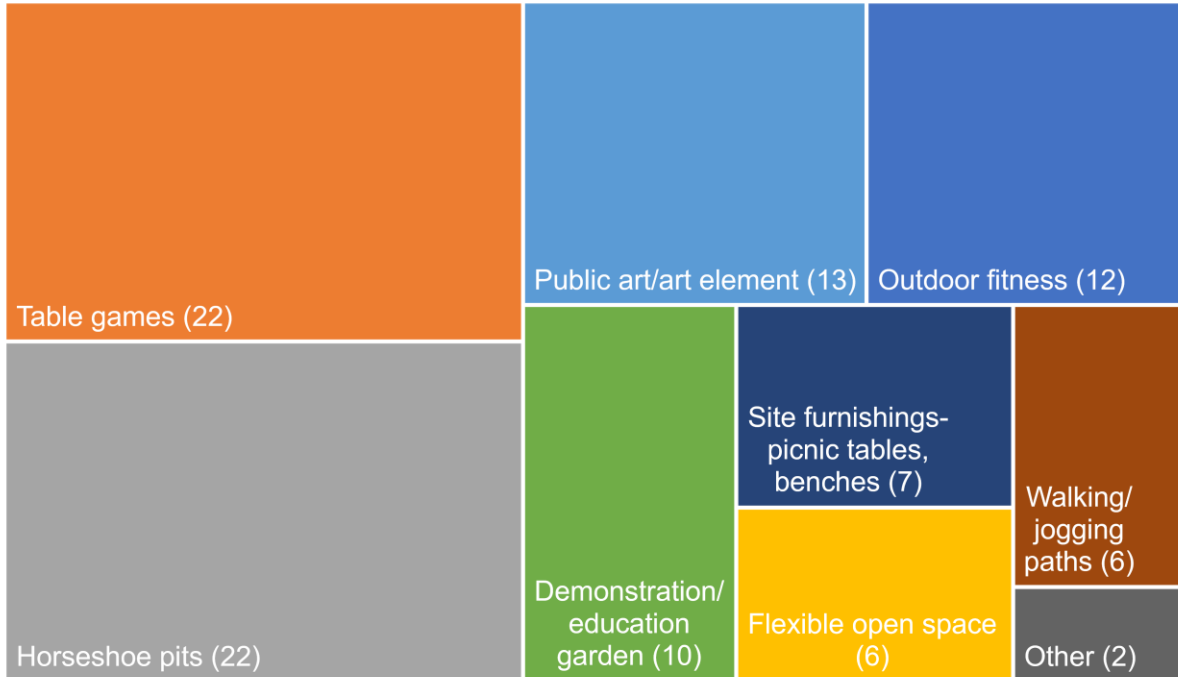 Table games (22)
Horseshoe pits (22)
Public art/art element (13)
Outdoor fitness (12)
Demonstration/
education
garden (10)
Site furnishings-
picnic tables,
benches (7)
Flexible open space
(6)
Walking/
jogging
paths (6)
Other (2)